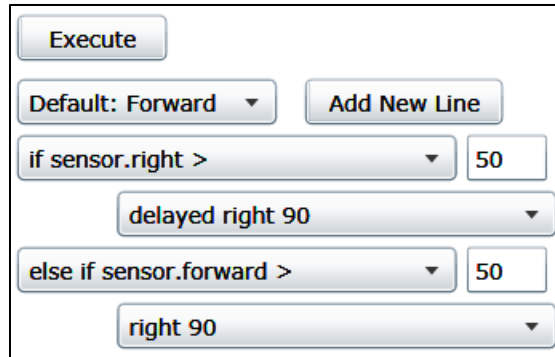 Execute
Default: Forward Add New Line
if sensor.right > 50
delayed right 90
else if sensor.forward > 50
right 90